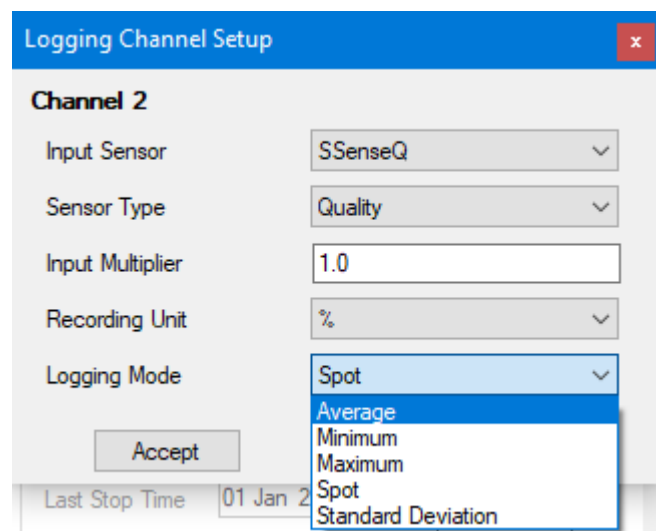 Logging Channel Setup
x
Channel 2
Input Sensor SSenseQ
Sensor Type Quality
Input Multiplier 1.0
Recording Unit %
Logging Mode Spot
Average
Minimum
Maximum
Spot
Standard Deviation
Accept
Last Stop Time 01 Jan 2